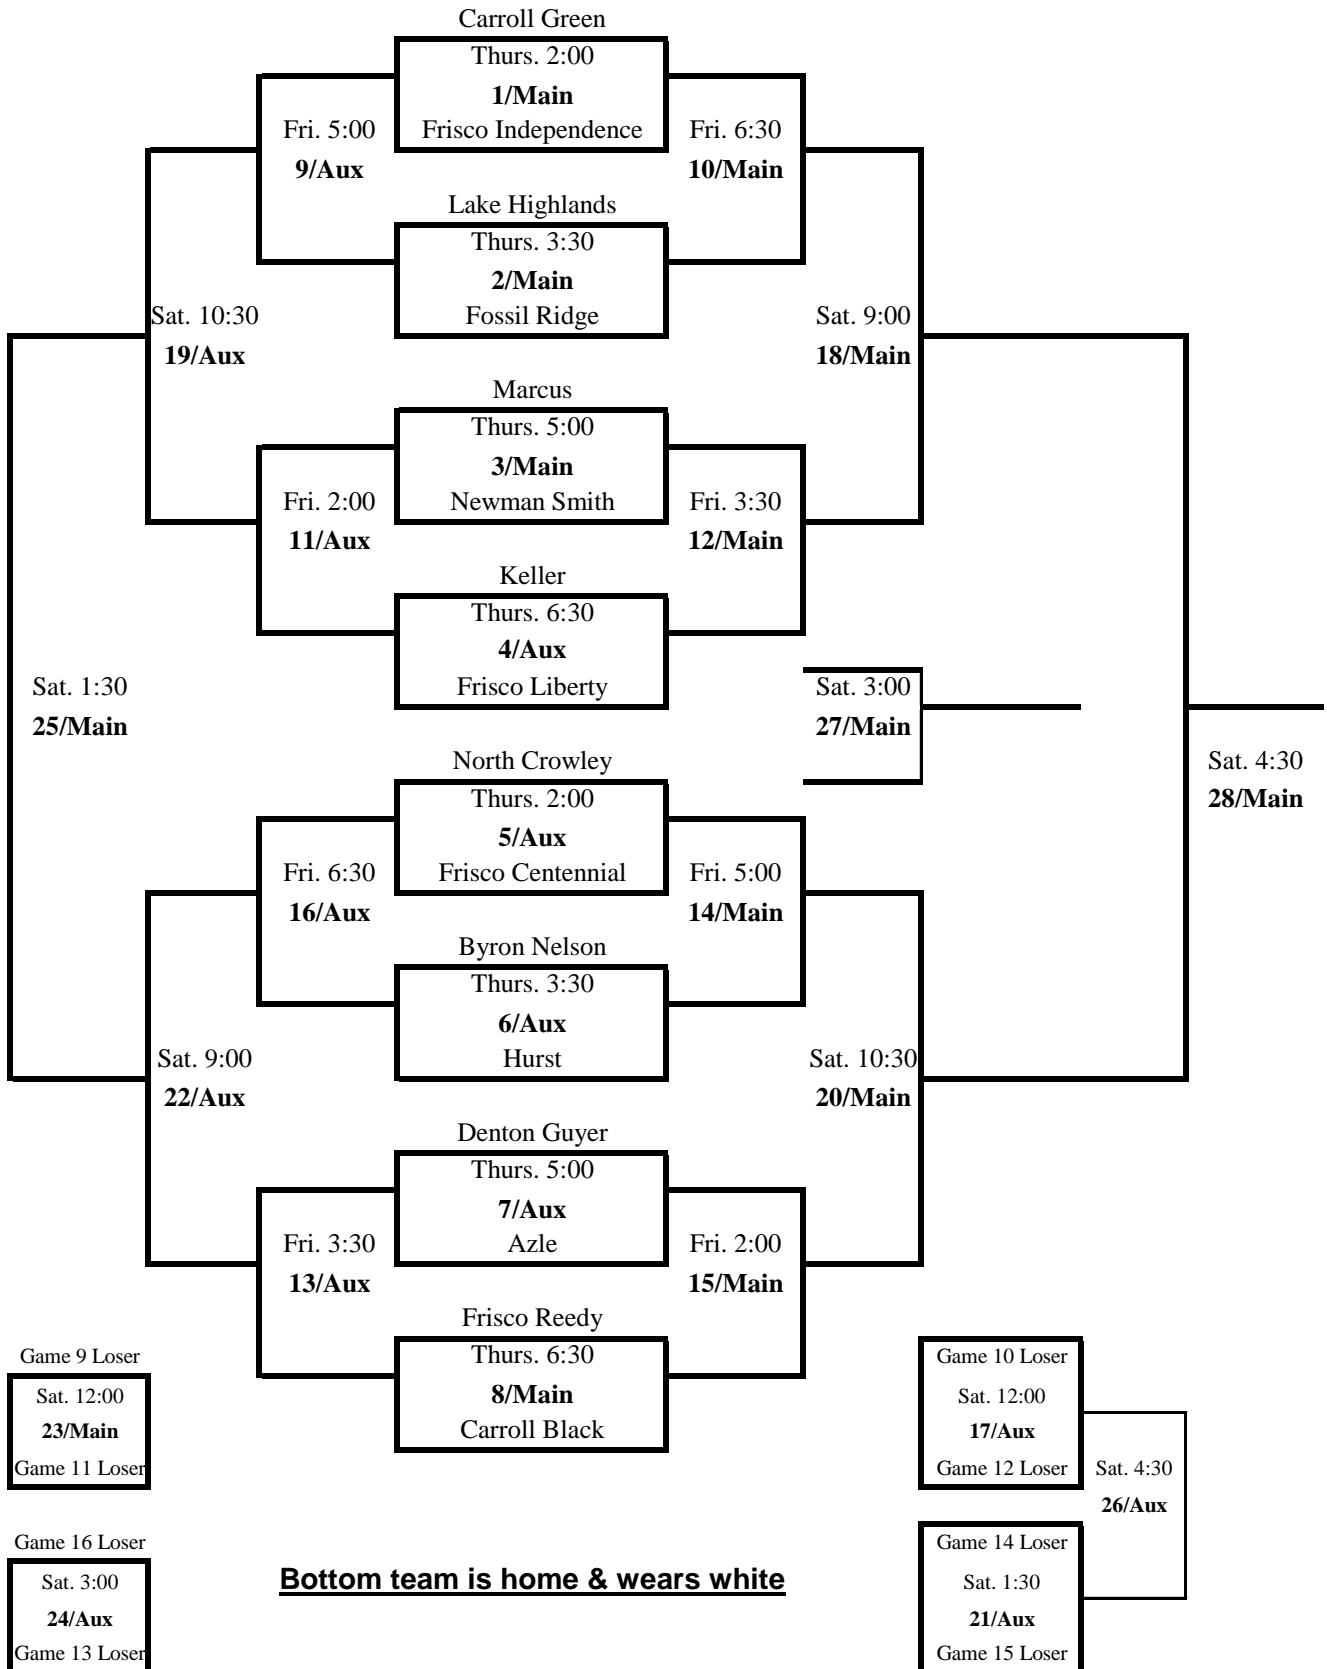 Carroll Green
Thurs. 2:00
1/Main
Fri. 5:00 Frisco Independence Fri. 6:30
9/Aux 10/Main
Lake Highlands
Thurs. 3:30
2/Main
Sat. 10:30 Fossil Ridge Sat. 9:00
19/Aux 18/Main
Marcus
Thurs. 5:00
3/Main
Fri. 2:00 Newman Smith Fri. 3:30
11/Aux 12/Main
Keller
Thurs. 6:30
4/Aux
Sat. 1:30 Frisco Liberty Sat. 3:00
25/Main 27/Main
North Crowley Sat. 4:30
Thurs. 2:00 28/Main
5/Aux
Fri. 6:30 Frisco Centennial Fri. 5:00
16/Aux 14/Main
Byron Nelson
Thurs. 3:30
6/Aux
Sat. 9:00 Hurst Sat. 10:30
22/Aux 20/Main
Denton Guyer
Thurs. 5:00
7/Aux
Fri. 3:30 Azle Fri. 2:00
13/Aux 15/Main
Frisco Reedy
Game 9 Loser Thurs. 6:30 Game 10 Loser
Sat. 12:00 8/Main Sat. 12:00
23/Main Carroll Black 17/Aux
Game 11 Loser Game 12 Loser Sat. 4:30
26/Aux
Game 16 Loser Game 14 Loser
Sat. 3:00 Bottom team is home & wears white Sat. 1:30
24/Aux 21/Aux
Game 13 Loser Game 15 Loser